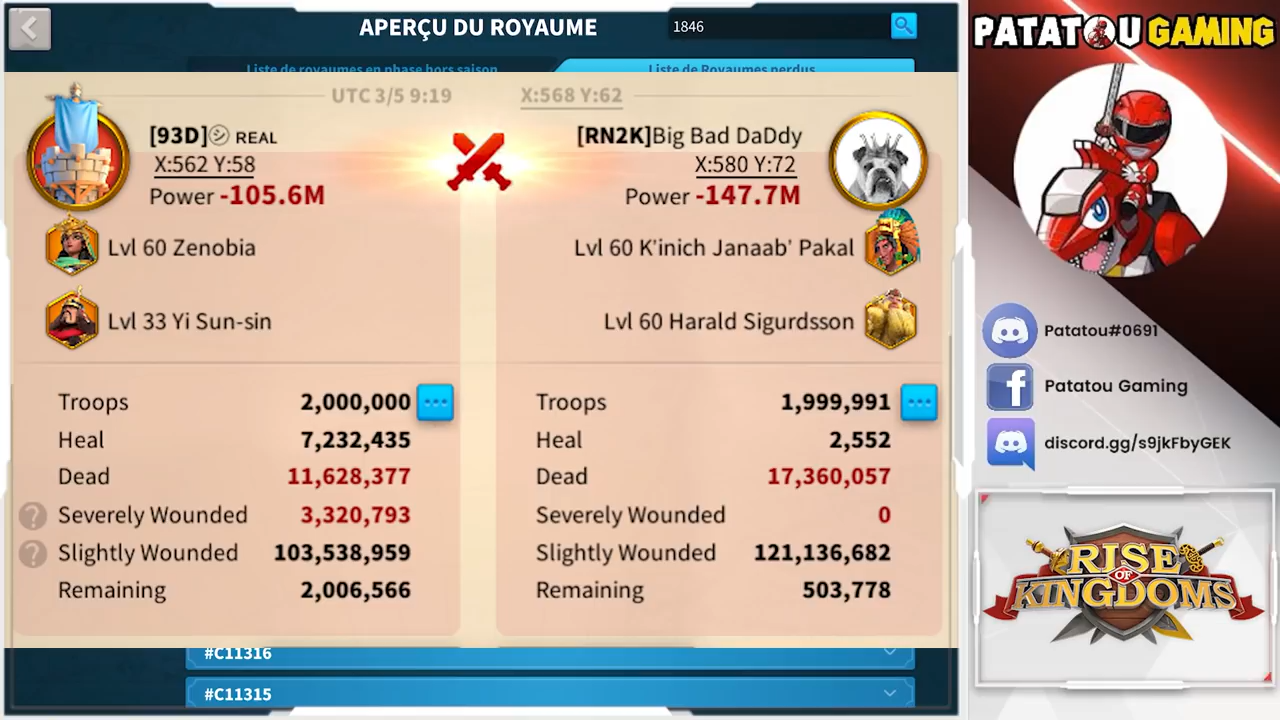 APERÇU DU ROYAUME
1846
PATATOU GAMING
Liste de royaumes en phase hors saison
Liste de Royaumes perdus
UTC 3/5 9:19
X:568 Y:62
[93D]㋛ REAL
X:562 Y:58
Power -105.6M
[RN2K]Big Bad DaDdy
X:580 Y:72
Power -147.7M
Lvl 60 Zenobia
Lvl 60 K'inich Janaab' Pakal
Lvl 33 Yi Sun-sin
Lvl 60 Harald Sigurdsson
Troops 2,000,000
Heal 7,232,435
Dead 11,628,377
? Severely Wounded 3,320,793
? Slightly Wounded 103,538,959
Remaining 2,006,566
Troops 1,999,991
Heal 2,552
Dead 17,360,057
Severely Wounded 0
Slightly Wounded 121,136,682
Remaining 503,778
#C11316
#C11315
Patatou#0691
Patatou Gaming
discord.gg/s9jkFbyGEK
RISE
OF
KINGDOMS